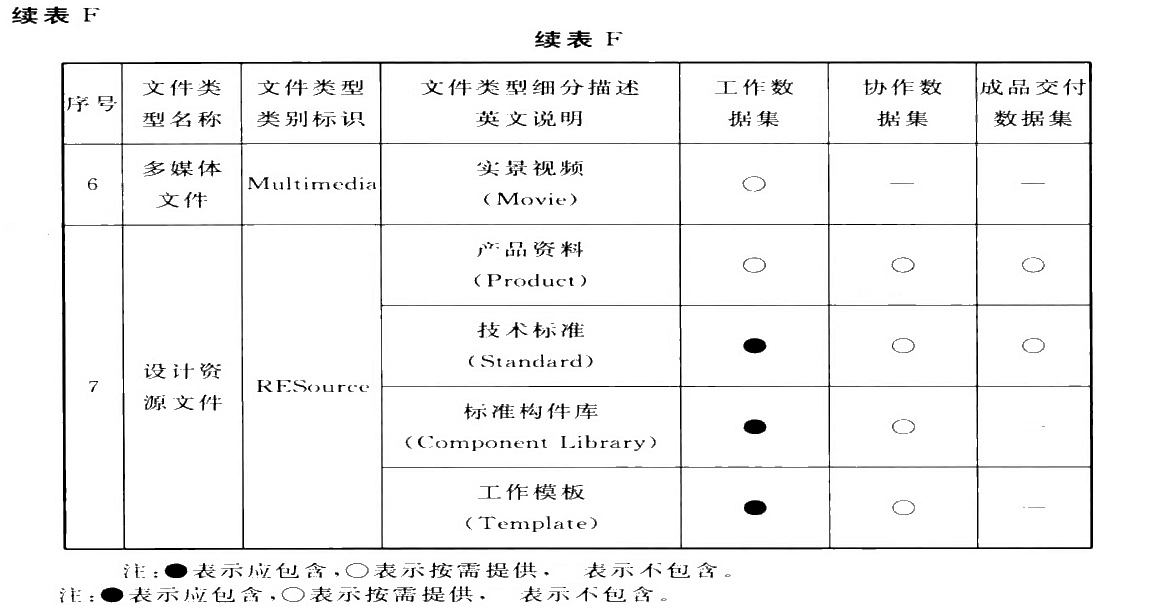 续表 F
续表 F
序号 文件类型名称 文件类型类别标识 文件类型细分描述英文说明 工作数据集 协作数据集 成品交付数据集
6 多媒体文件 Multimedia 实景视频 (Movie) ○ — —
7 设计资源文件 RESource 产品资料 (Product) ○ ○ ○
技术标准 (Standard) ● ○ ○
标准构件库 (Component Library) ● ○
工作模板 (Template) ● ○ —
注:●表示应包含,○表示按需提供, 表示不包含。
注:●表示应包含,○表示按需提供, 表示不包含。